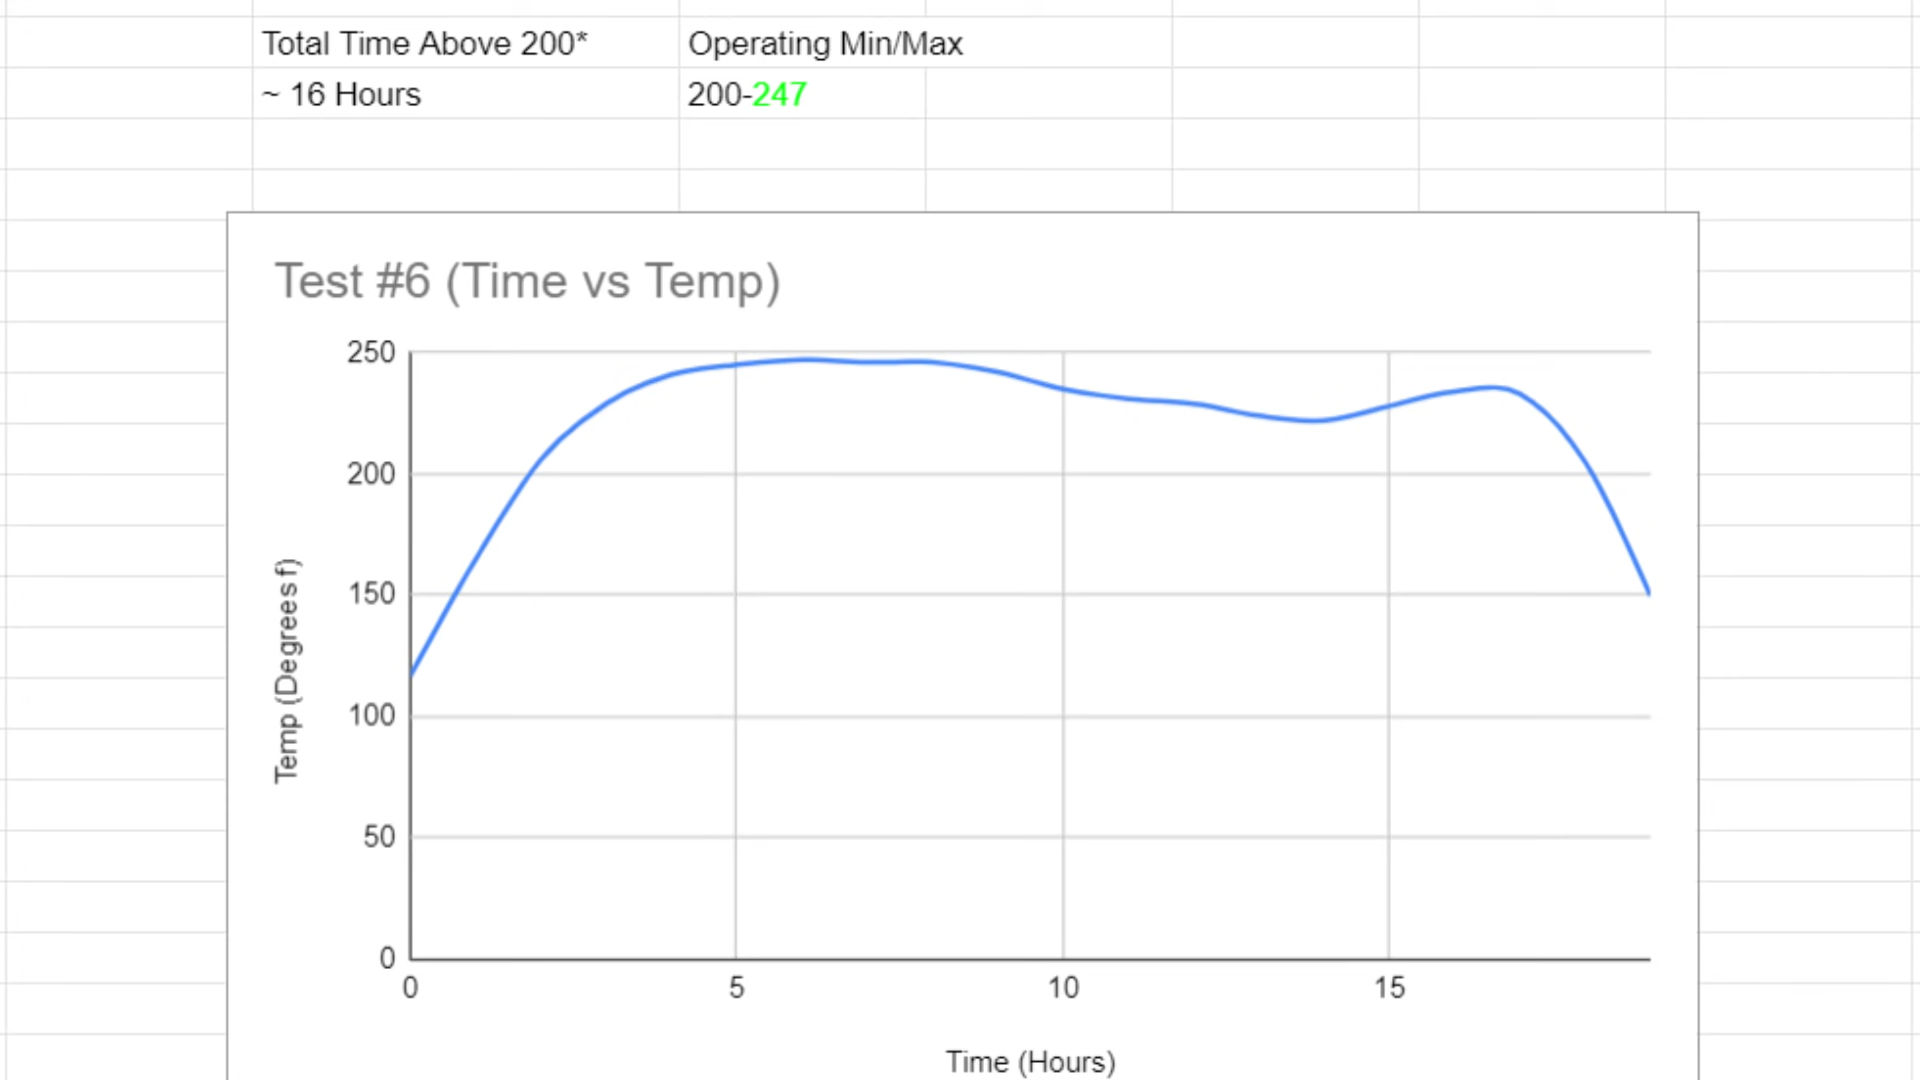 Total Time Above 200* Operating Min/Max
~ 16 Hours 200-247
Test #6 (Time vs Temp)
250
200
150
100
50
0
Temp (Degrees f)
0 5 10 15
Time (Hours)